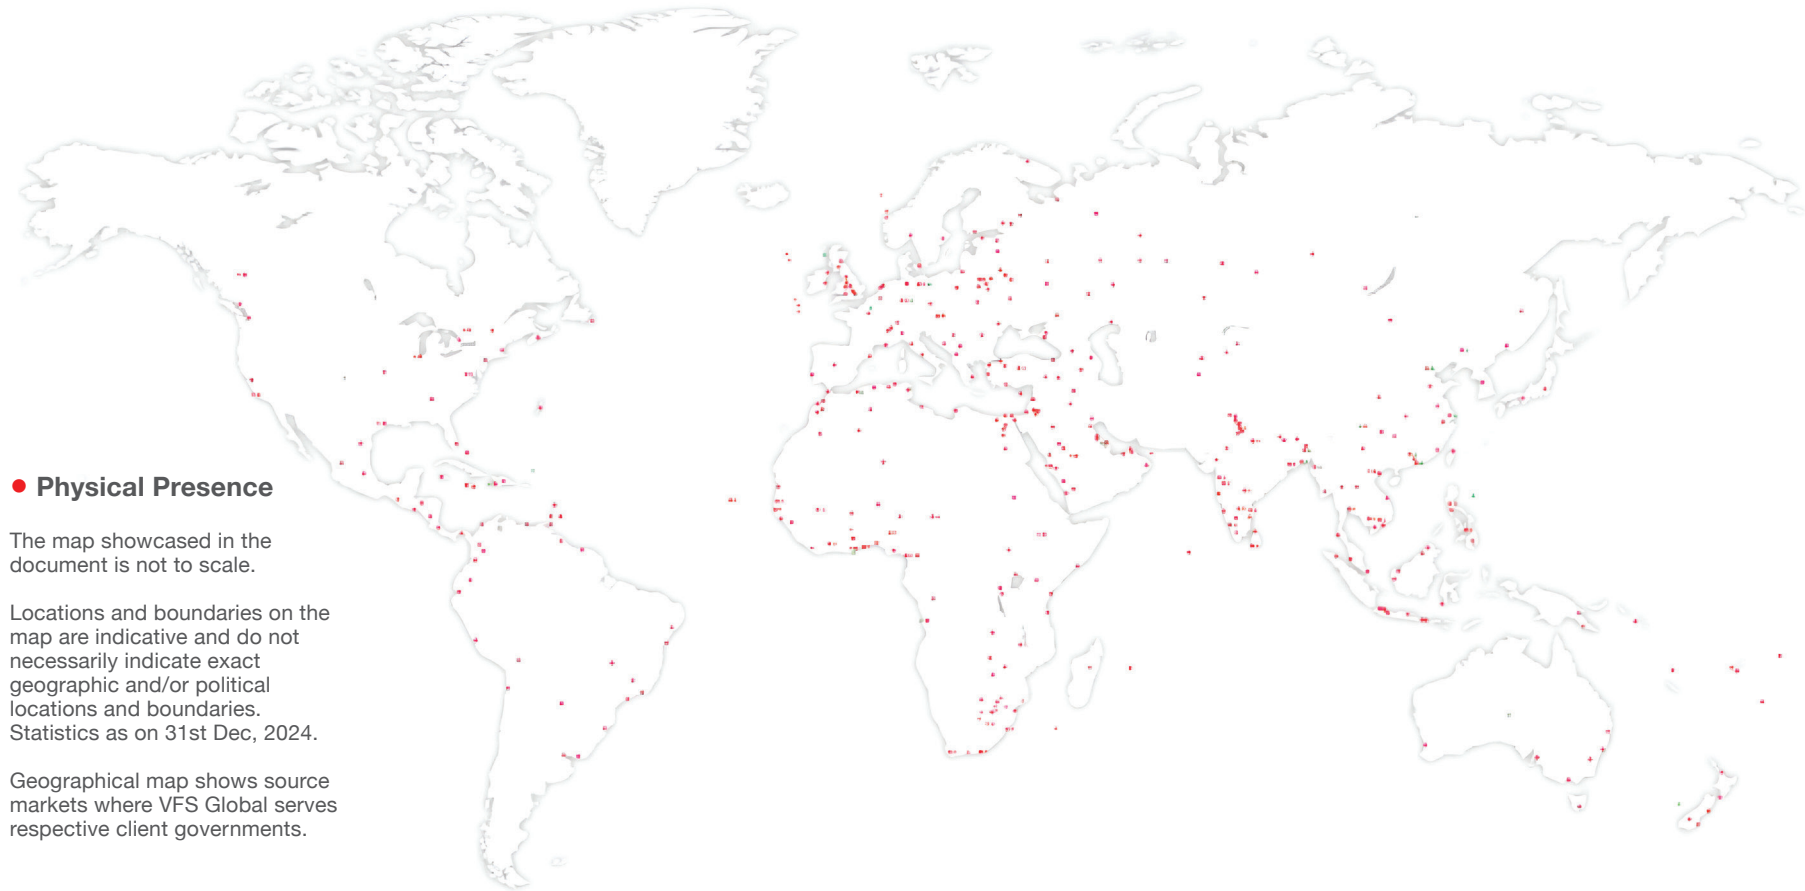 Physical Presence
The map showcased in the
document is not to scale.
Locations and boundaries on the
map are indicative and do not
necessarily indicate exact
geographic and/or political
locations and boundaries.
Statistics as on 31st Dec, 2024.
Geographical map shows source
markets where VFS Global serves
respective client governments.